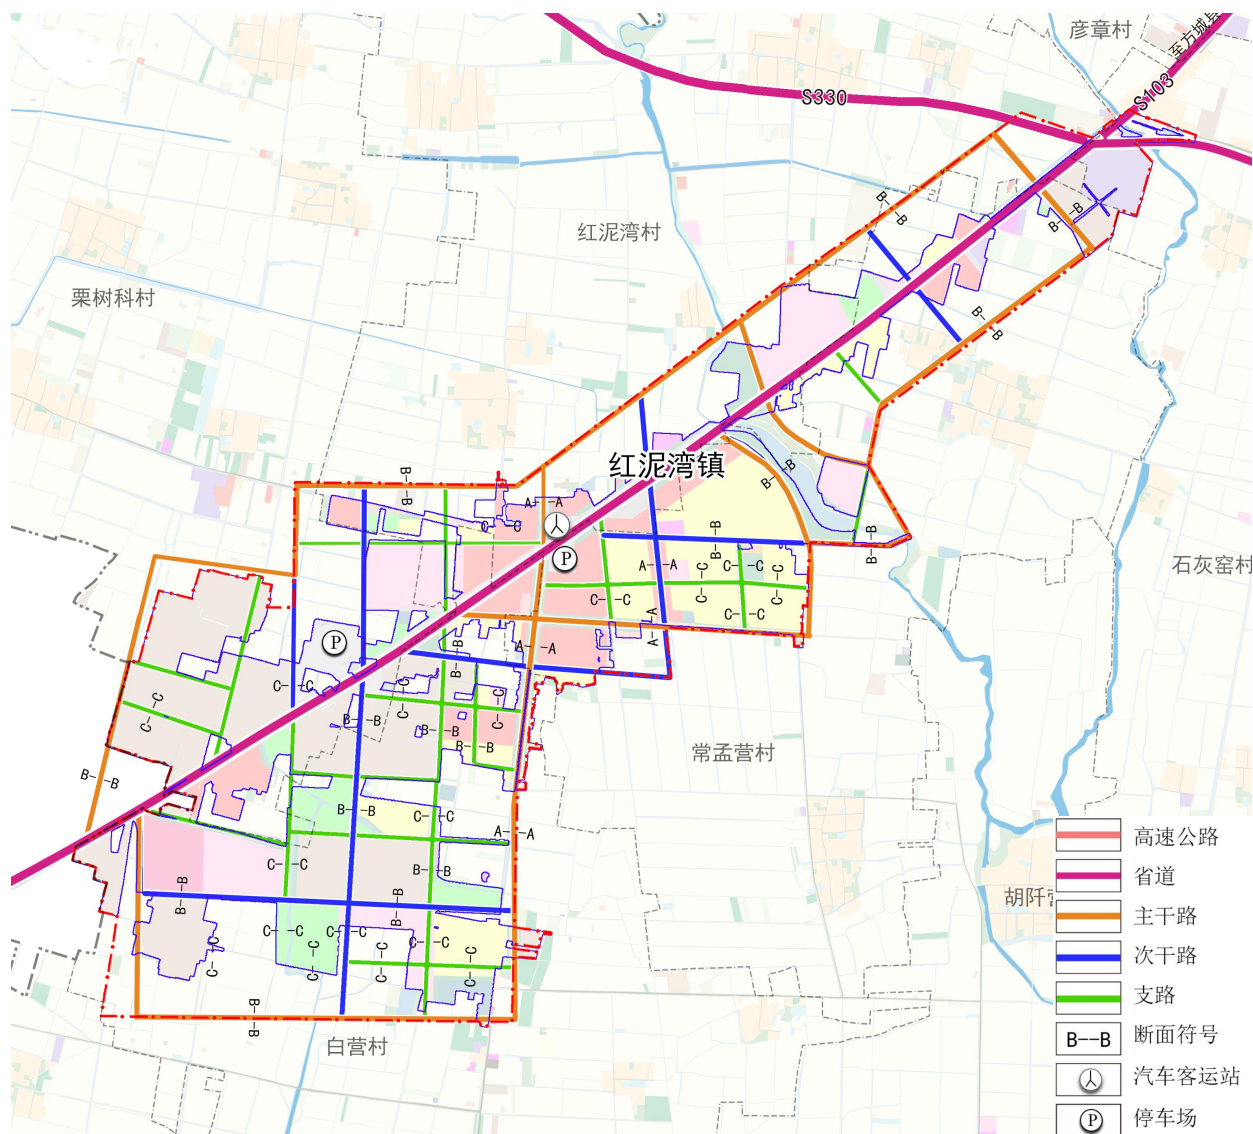 彦章村
至方城县
S103
S330
B--B
B--B
红泥湾村
栗树科村
B--B
红泥湾镇
B--B
B--B
A--A
C--C
B--B
B--B
B--B
石灰窑村
A--A
C--C
C--C
C--C
C--C
C--C
A--A
A--A
B--B
C--C
C--C
C--C
C--C
B--B
B--B
B--B
常孟营村
B--B
B--B
C--C
A--A
C--C
B--B
B--B
B--B
C--C
C--C
C--C
C--C
C--C
C--C
C--C
B--B
白营村
胡阡
P
P
高速公路
省道
主干路
次干路
支路
B--B 断面符号
汽车客运站
P 停车场